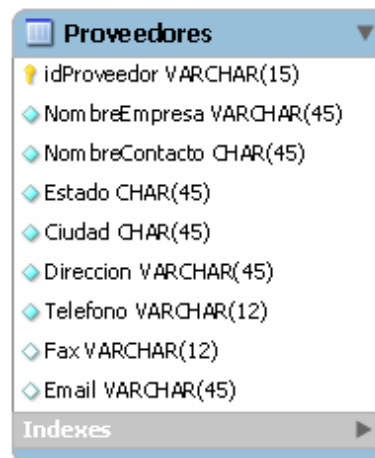 Proveedores
idProveedor VARCHAR(15)
NombreEmpresa VARCHAR(45)
NombreContacto CHAR(45)
Estado CHAR(45)
Ciudad CHAR(45)
Direccion VARCHAR(45)
Telefono VARCHAR(12)
Fax VARCHAR(12)
Email VARCHAR(45)
Indexes